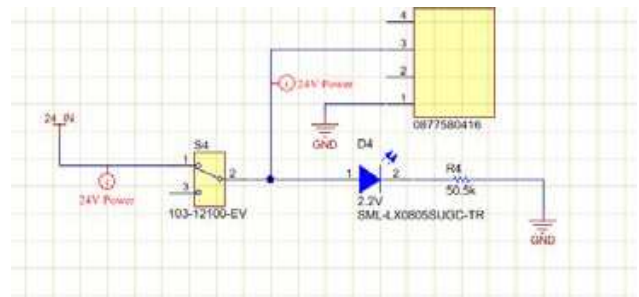 4
3
24V Power
2
1
0877580416
GND
24_IN
S4
1
2
3
24V Power
103-12100-EV
D4
1
2
2.2V
SML-LX0805SUGC-TR
R4
50.5k
GND